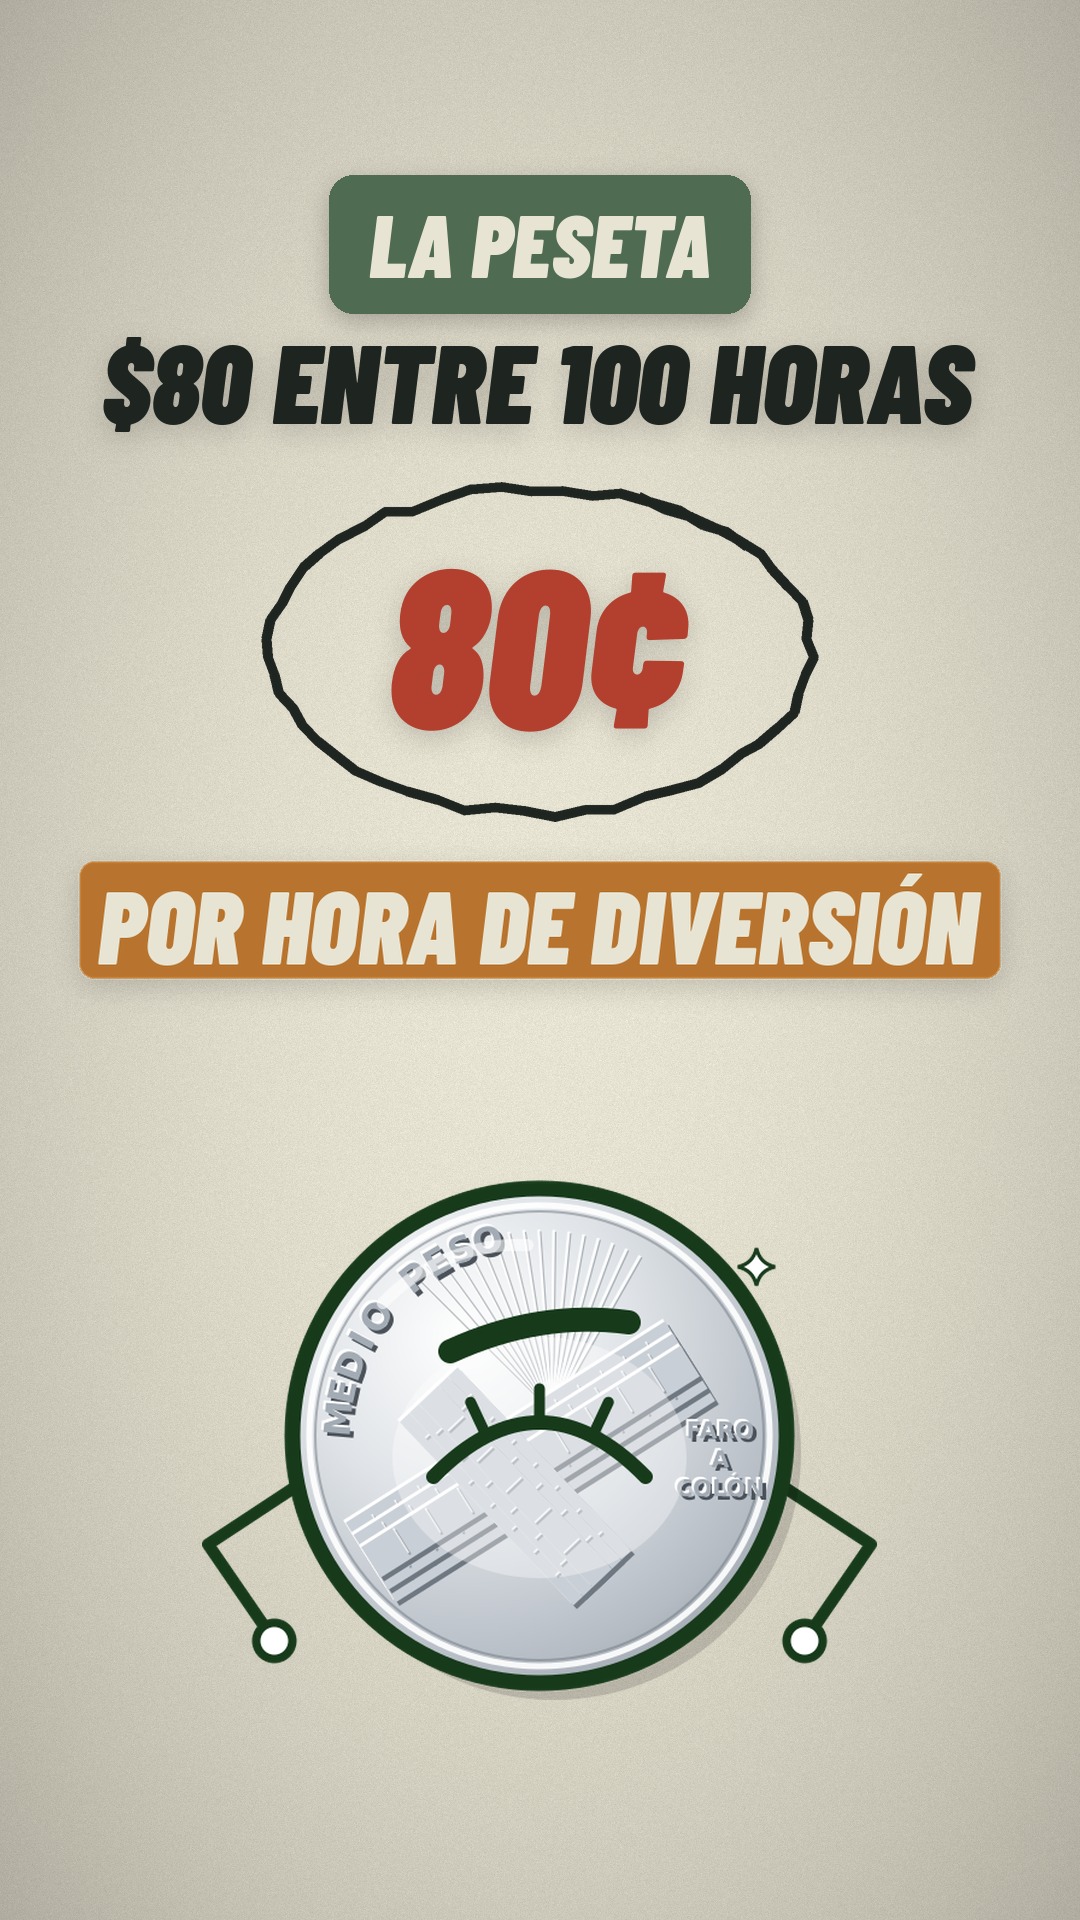 LA PESETA
$80 ENTRE 100 HORAS
80¢
POR HORA DE DIVERSIÓN
MEDIO PESO
FARO
A
COLÓN